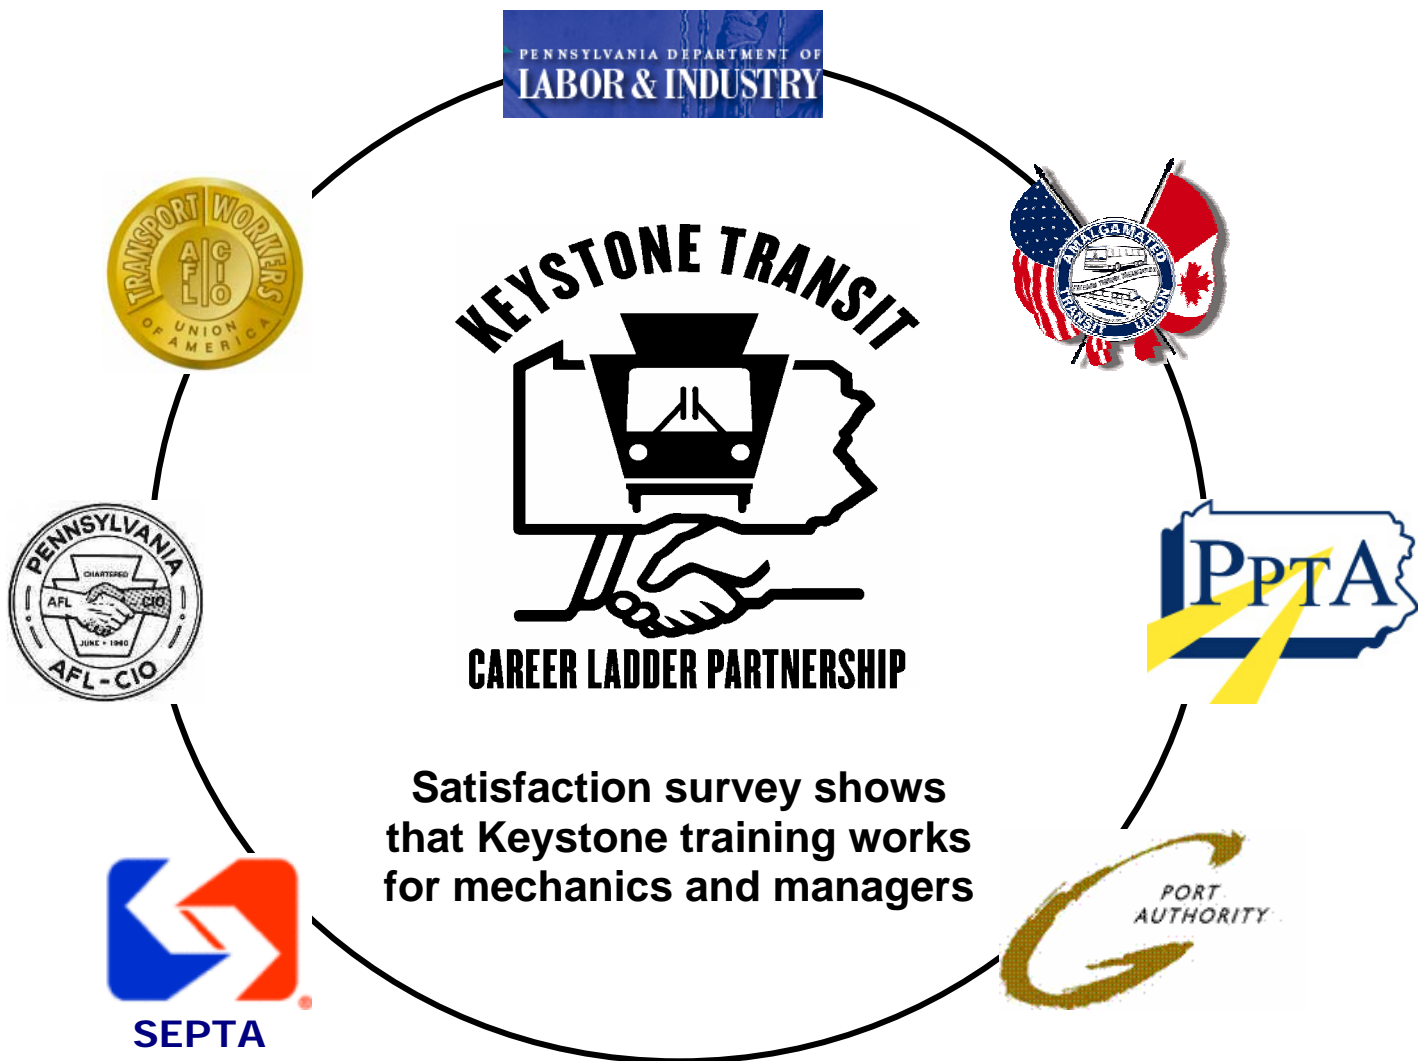 PENNSYLVANIA DEPARTMENT OF
LABOR & INDUSTRY
TRANSPORT WORKERS
AFL CIO
UNION
OF AMERICA
AMALGAMATED
TRANSIT UNION
KEYSTONE TRANSIT
CAREER LADDER PARTNERSHIP
PENNSYLVANIA
CHARTERED
AFL CIO
JUNE • 1960
AFL-CIO
PPTA
Satisfaction survey shows
that Keystone training works
for mechanics and managers
PORT
AUTHORITY
®
SEPTA